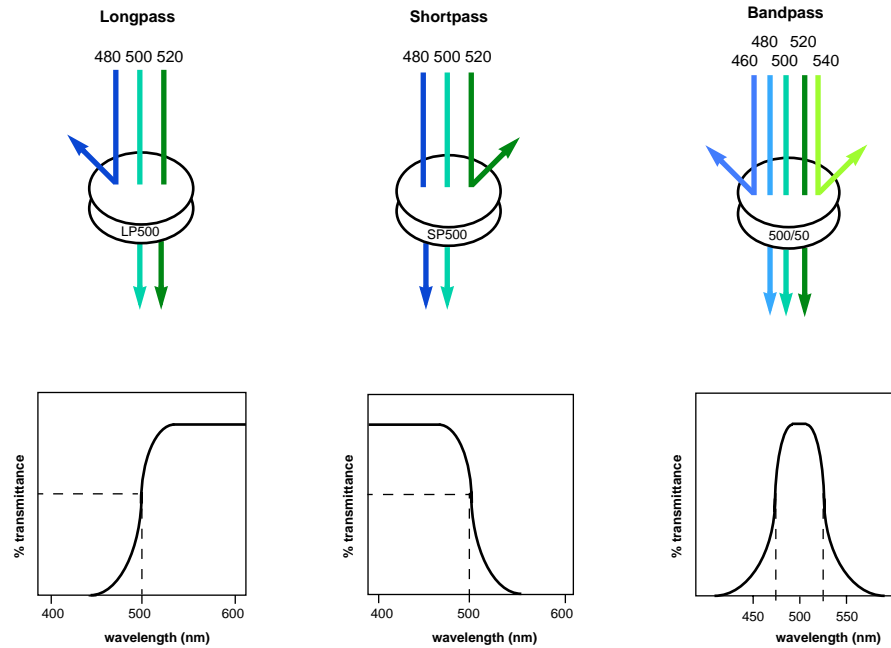 Longpass
Shortpass
Bandpass
480 500 520
480 500 520
480 520
460 500 540
LP500
SP500
500/50
% transmittance
400 500 600
wavelength (nm)
% transmittance
400 500 600
wavelength (nm)
% transmittance
450 500 550
wavelength (nm)